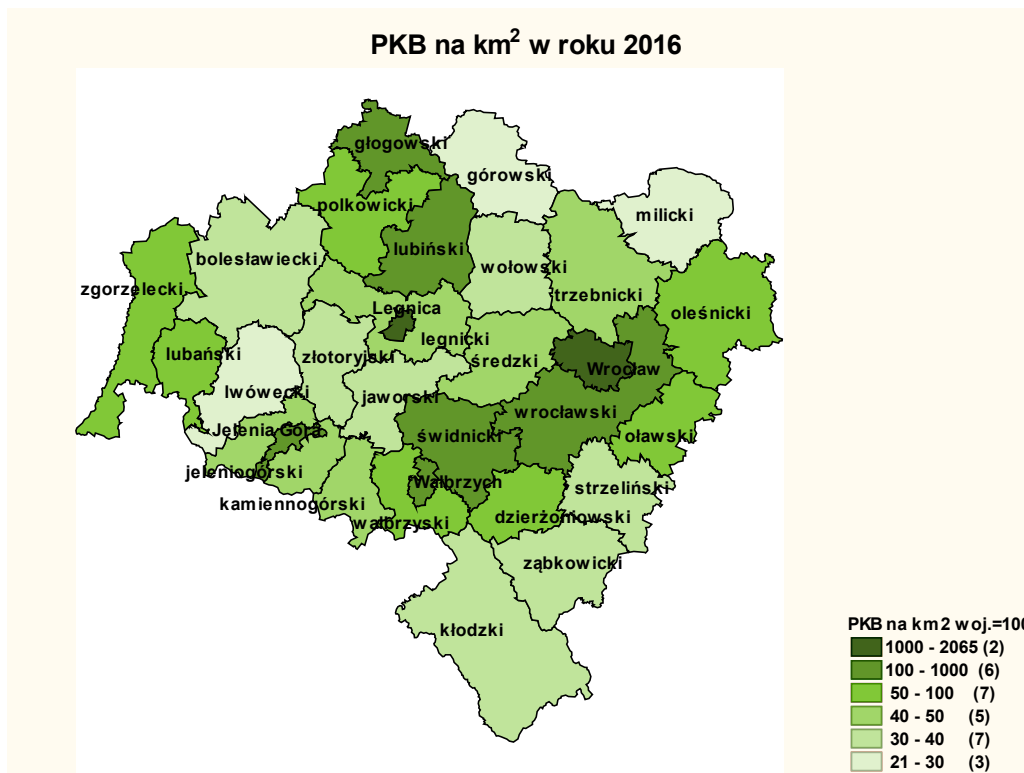 PKB na km² w roku 2016
głogowski
górowski
polkowicki
milicki
lubiński
bolesławiecki
wołowski
zgorzelecki
trzebnicki
Legnica
oleśnicki
legnicki
lubański
złotoryjski
średzki
Wrocław
lwówecki
jaworski
wrocławski
Jelenia Góra
świdnicki
oławski
jeleniogórski
Wałbrzych
strzeliński
kamiennogórski
wałbrzyski
dzierżoniowski
ząbkowicki
kłodzki
PKB na km2 woj.=100
1000 - 2065 (2)
100 - 1000 (6)
50 - 100 (7)
40 - 50 (5)
30 - 40 (7)
21 - 30 (3)